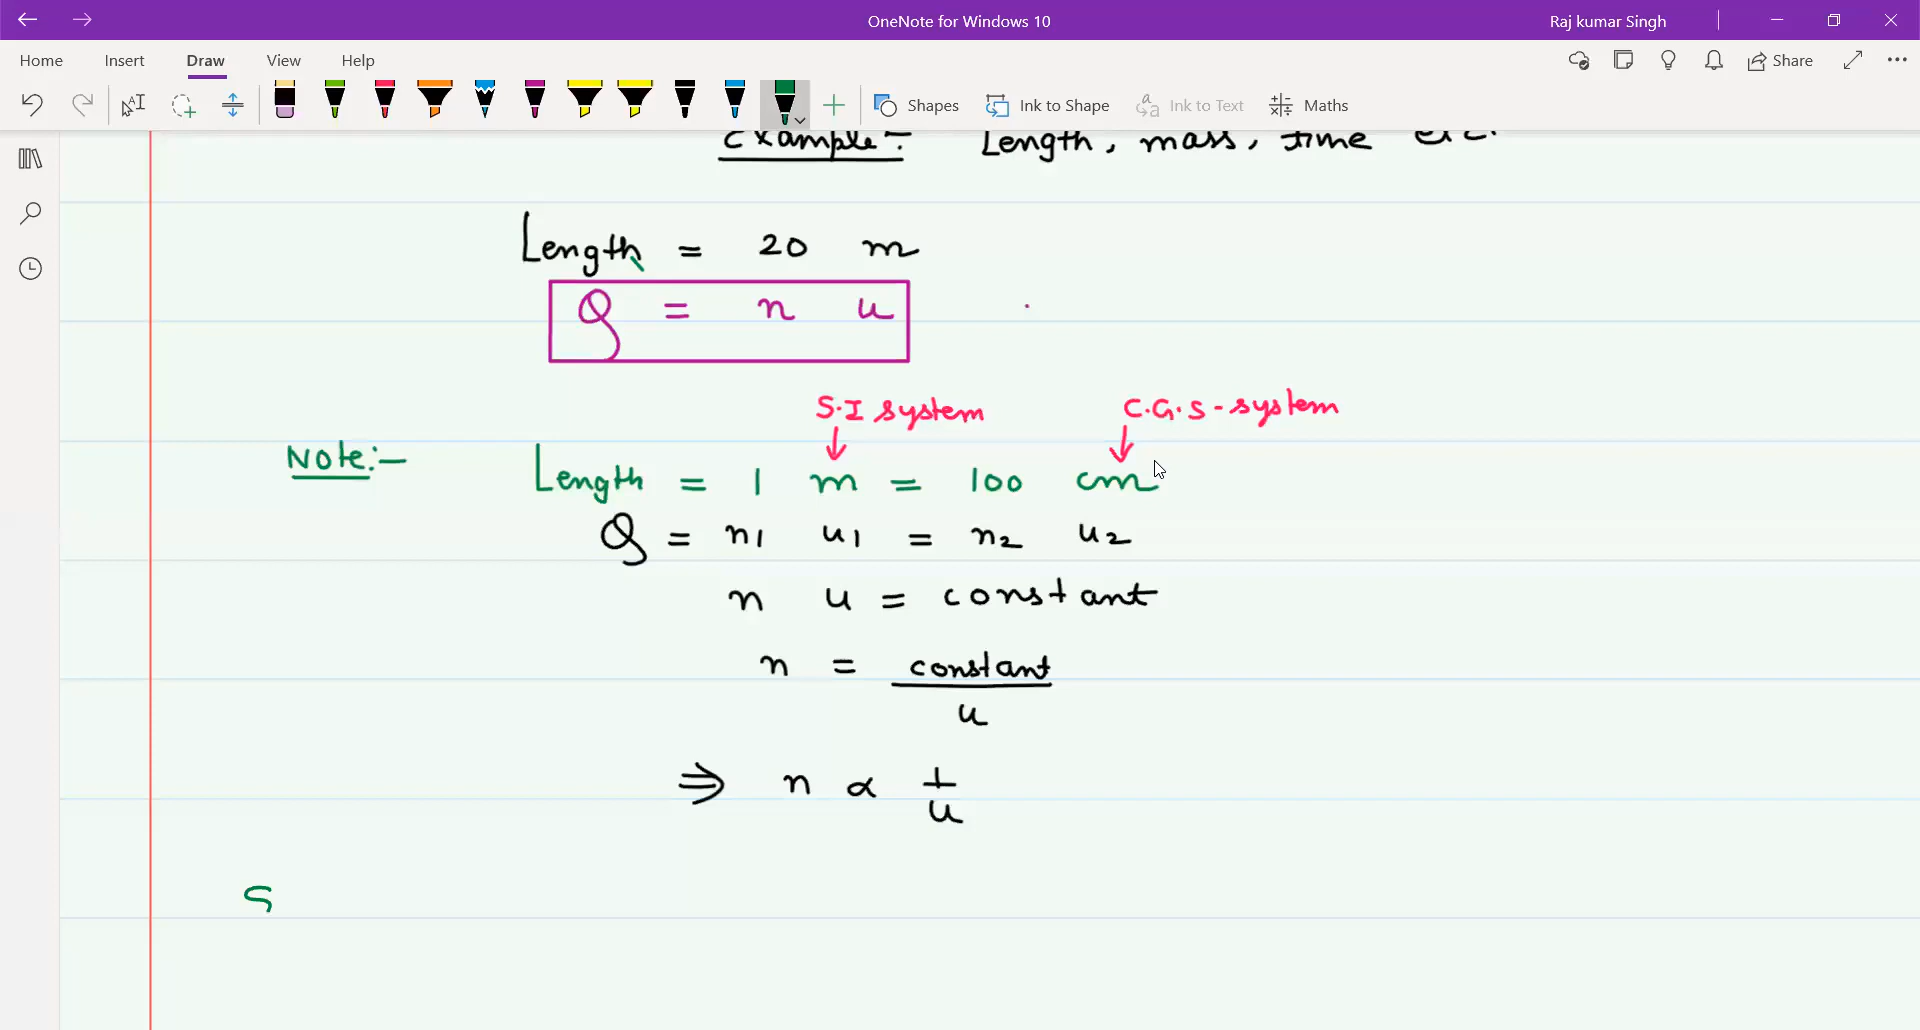 OneNote for Windows 10
Raj kumar Singh
Home Insert Draw View Help
Share
Shapes Ink to Shape Ink to Text Maths
Example :- Length, mass, time etc.
Length = 20 m
Q = n u
S.I system C.G.S - system
Note :- Length = 1 m = 100 cm
Q = n1 u1 = n2 u2
n u = constant
n = constant
u
⇒ n ∝ 1
u
S